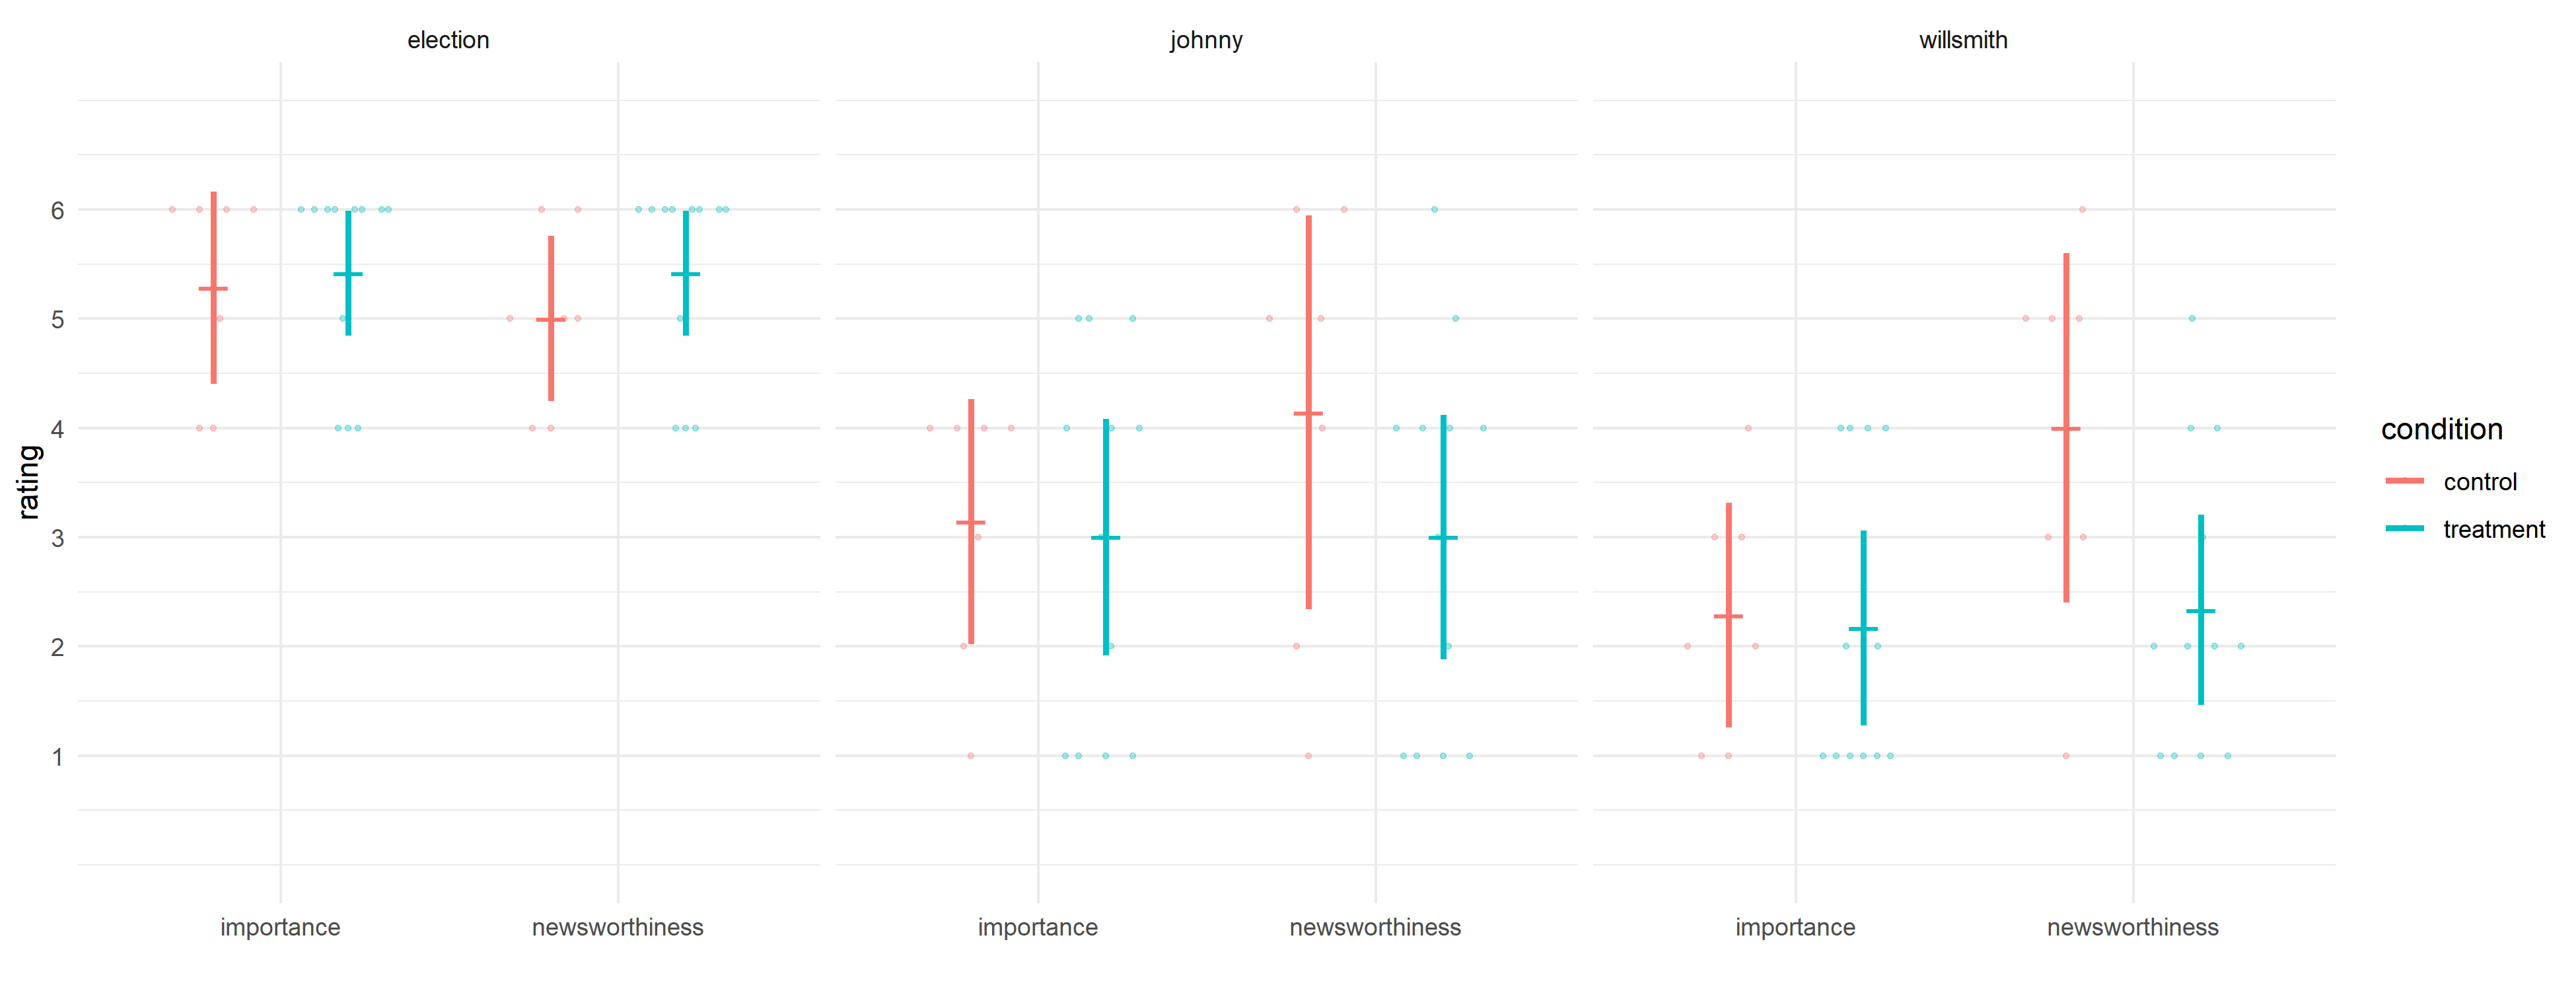 election
johnny
willsmith
rating
6
5
4
3
2
1
importance
newsworthiness
importance
newsworthiness
importance
newsworthiness
condition
control
treatment